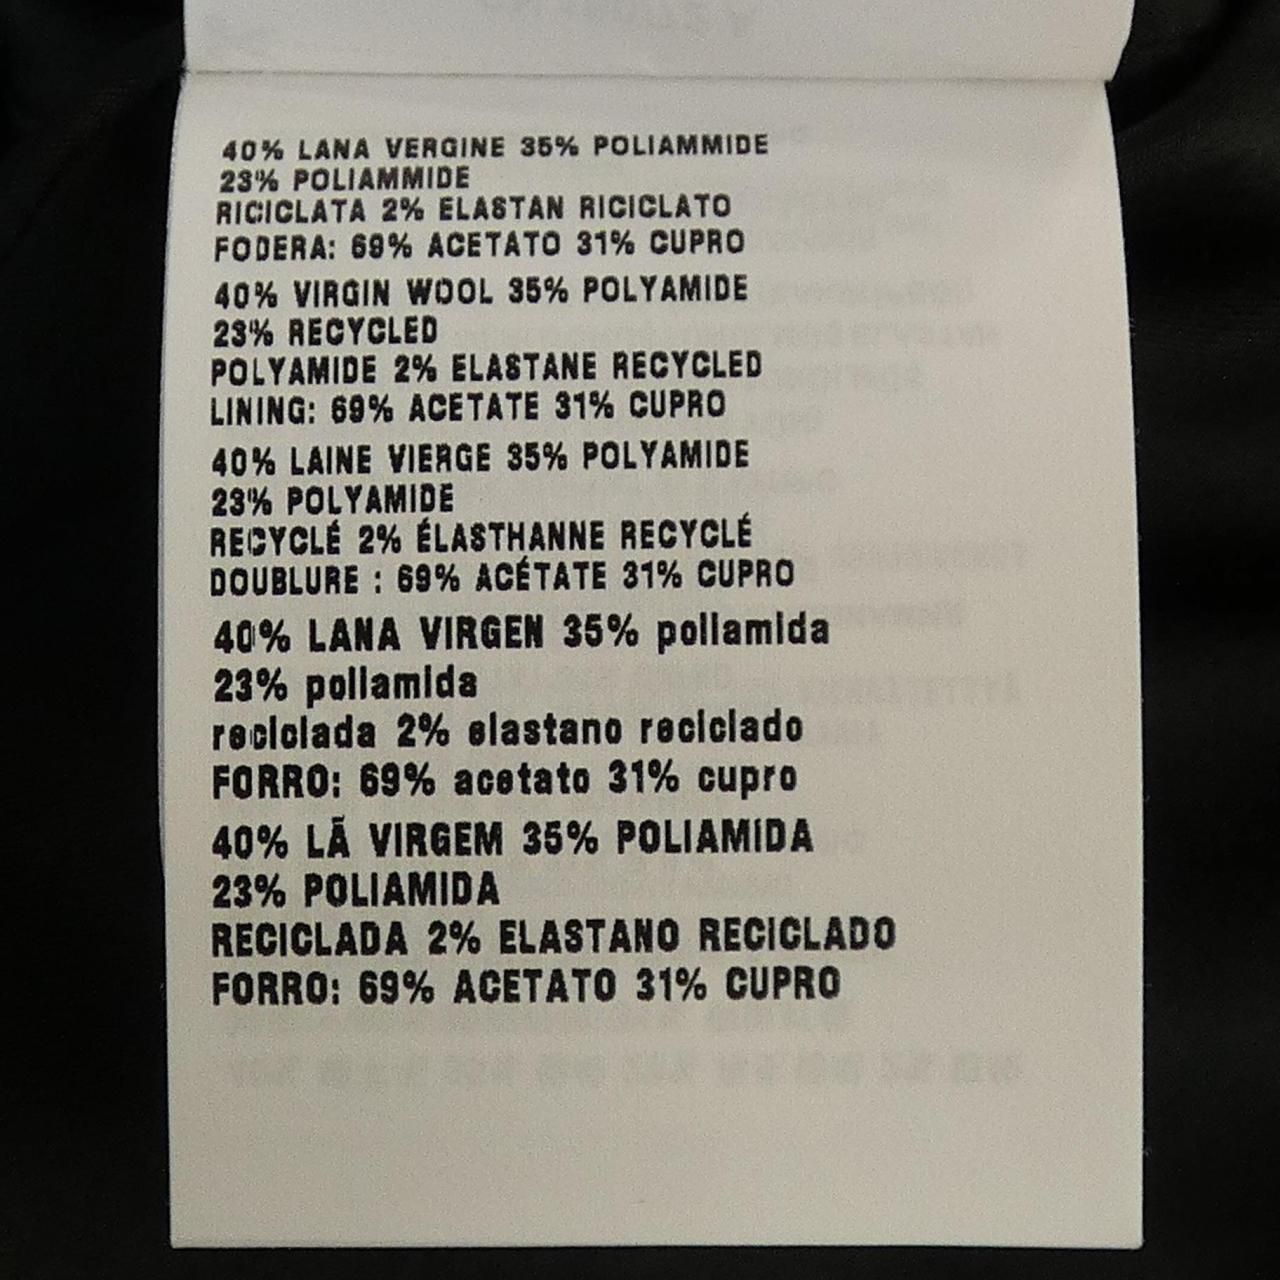 40% LANA VERGINE 35% POLIAMMIDE
23% POLIAMMIDE
RICICLATA 2% ELASTAN RICICLATO
FODERA: 69% ACETATO 31% CUPRO
40% VIRGIN WOOL 35% POLYAMIDE
23% RECYCLED
POLYAMIDE 2% ELASTANE RECYCLED
LINING: 69% ACETATE 31% CUPRO
40% LAINE VIERGE 35% POLYAMIDE
23% POLYAMIDE
RECYCLÉ 2% ÉLASTHANNE RECYCLÉ
DOUBLURE : 69% ACÉTATE 31% CUPRO
40% LANA VIRGEN 35% poliamida
23% poliamida
reciclada 2% elastano reciclado
FORRO: 69% acetato 31% cupro
40% LÃ VIRGEM 35% POLIAMIDA
23% POLIAMIDA
RECICLADA 2% ELASTANO RECICLADO
FORRO: 69% ACETATO 31% CUPRO